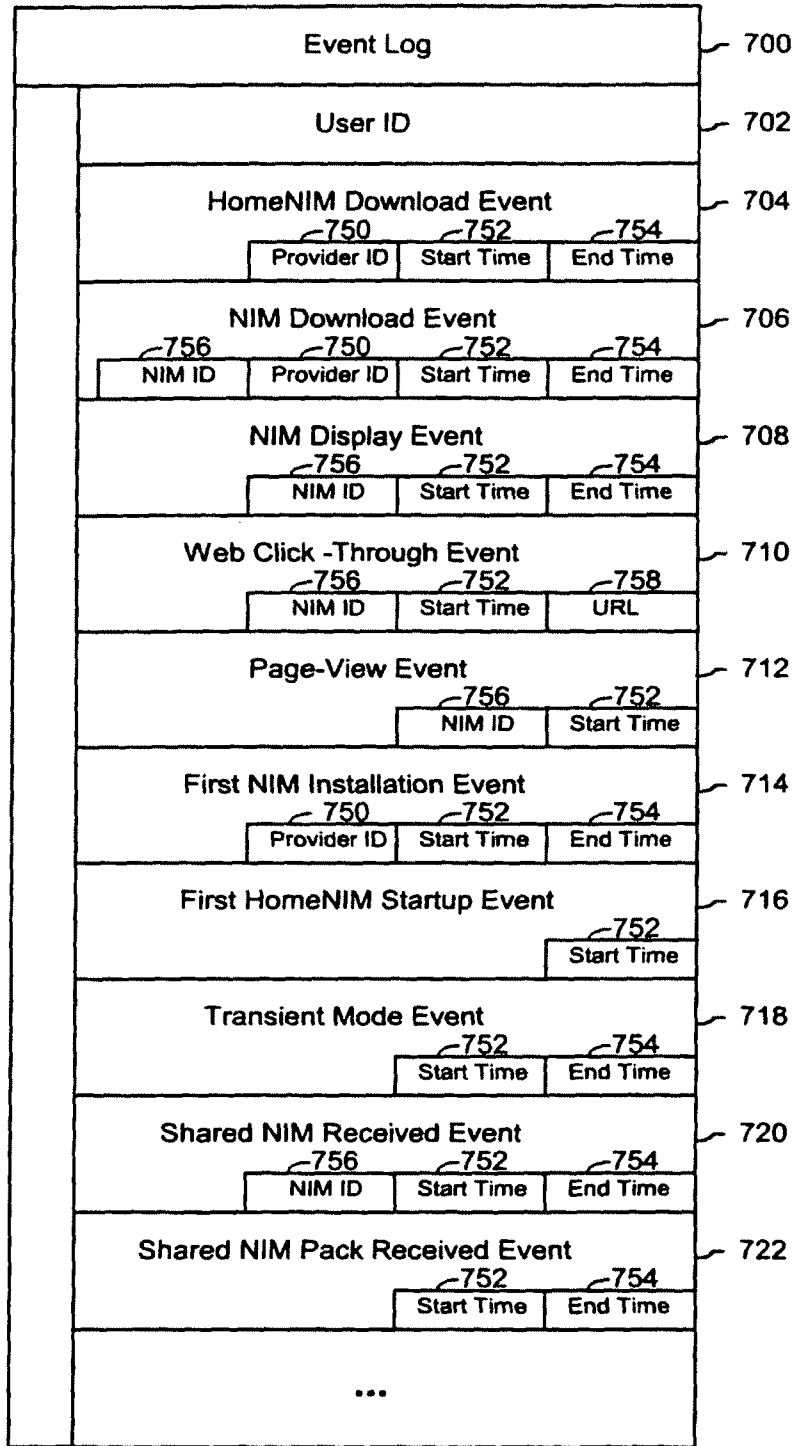 Event Log 700
User ID 702
HomeNIM Download Event 704
750 752 754
Provider ID Start Time End Time
NIM Download Event 706
756 750 752 754
NIM ID Provider ID Start Time End Time
NIM Display Event 708
756 752 754
NIM ID Start Time End Time
Web Click -Through Event 710
756 752 758
NIM ID Start Time URL
Page-View Event 712
756 752
NIM ID Start Time
First NIM Installation Event 714
750 752 754
Provider ID Start Time End Time
First HomeNIM Startup Event 716
752
Start Time
Transient Mode Event 718
752 754
Start Time End Time
Shared NIM Received Event 720
756 752 754
NIM ID Start Time End Time
Shared NIM Pack Received Event 722
752 754
Start Time End Time
...